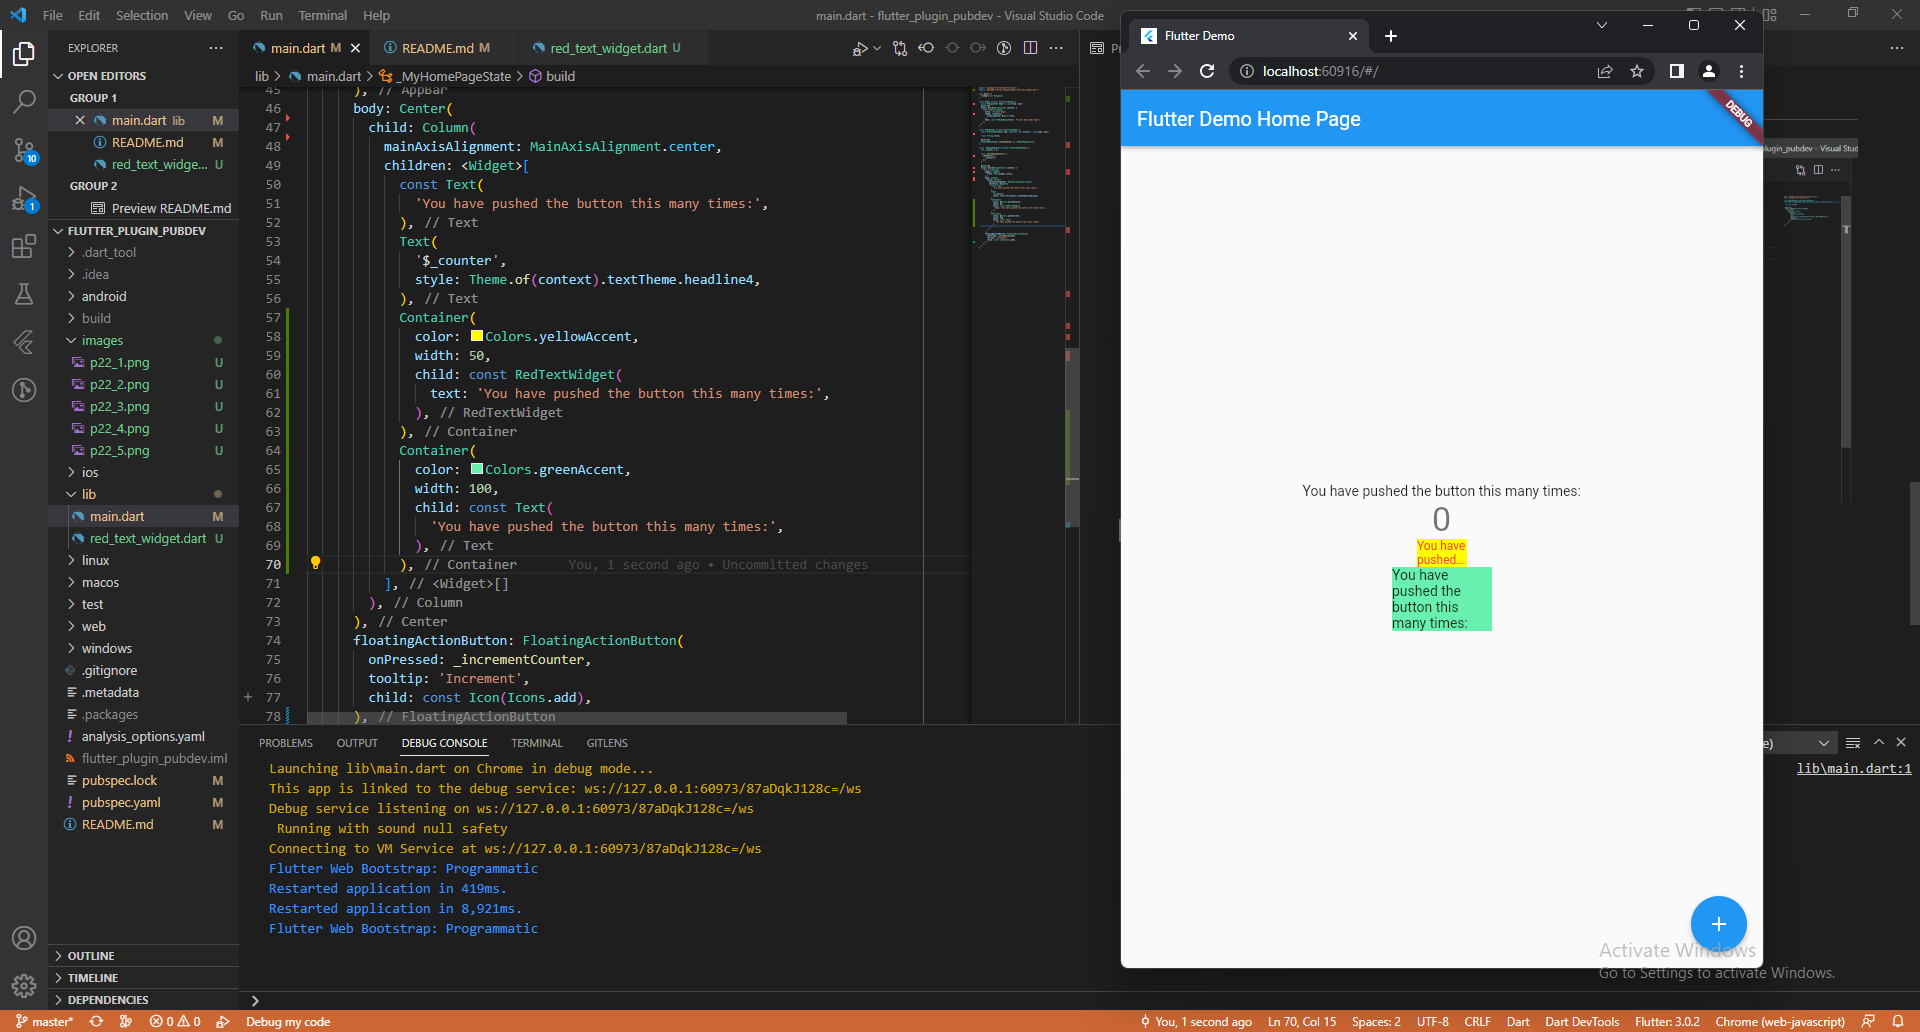 File Edit Selection View Go Run Terminal Help
main.dart - flutter_plugin_pubdev - Visual Studio Code
EXPLORER
OPEN EDITORS
GROUP 1
main.dart lib M
README.md M
red_text_widge... U
GROUP 2
Preview README.md
FLUTTER_PLUGIN_PUBDEV
.dart_tool
.idea
android
build
images
p22_1.png U
p22_2.png U
p22_3.png U
p22_4.png U
p22_5.png U
ios
lib
main.dart M
red_text_widget.dart U
linux
macos
test
web
windows
.gitignore
.metadata
.packages
analysis_options.yaml
flutter_plugin_pubdev.iml
pubspec.lock M
pubspec.yaml M
README.md M
OUTLINE
TIMELINE
DEPENDENCIES
10
1
main.dart M
README.md M
red_text_widget.dart U
lib > main.dart > _MyHomePageState > build
45 ), // AppBar
46 body: Center(
47 child: Column(
48 mainAxisAlignment: MainAxisAlignment.center,
49 children: <Widget>[
50 const Text(
51 'You have pushed the button this many times:',
52 ), // Text
53 Text(
54 '$_counter',
55 style: Theme.of(context).textTheme.headline4,
56 ), // Text
57 Container(
58 color: Colors.yellowAccent,
59 width: 50,
60 child: const RedTextWidget(
61 text: 'You have pushed the button this many times:',
62 ), // RedTextWidget
63 ), // Container
64 Container(
65 color: Colors.greenAccent,
66 width: 100,
67 child: const Text(
68 'You have pushed the button this many times:',
69 ), // Text
70 ), // Container You, 1 second ago • Uncommitted changes
71 ], // <Widget>[]
72 ), // Column
73 ), // Center
74 floatingActionButton: FloatingActionButton(
75 onPressed: _incrementCounter,
76 tooltip: 'Increment',
77 child: const Icon(Icons.add),
78 ), // FloatingActionButton
PROBLEMS OUTPUT DEBUG CONSOLE TERMINAL GITLENS
Launching lib\main.dart on Chrome in debug mode...
This app is linked to the debug service: ws://127.0.0.1:60973/87aDqkJ128c=/ws
Debug service listening on ws://127.0.0.1:60973/87aDqkJ128c=/ws
Running with sound null safety
Connecting to VM Service at ws://127.0.0.1:60973/87aDqkJ128c=/ws
Flutter Web Bootstrap: Programmatic
Restarted application in 419ms.
Restarted application in 8,921ms.
Flutter Web Bootstrap: Programmatic
lib\main.dart:1
Flutter Demo
localhost:60916/#/
Flutter Demo Home Page
DEBUG
You have pushed the button this many times:
0
You have
pushed...
You have
pushed the
button this
many times:
+
Activate Windows
Go to Settings to activate Windows.
master* 0 0 Debug my code
You, 1 second ago Ln 70, Col 15 Spaces: 2 UTF-8 CRLF Dart Dart DevTools Flutter: 3.0.2 Chrome (web-javascript)